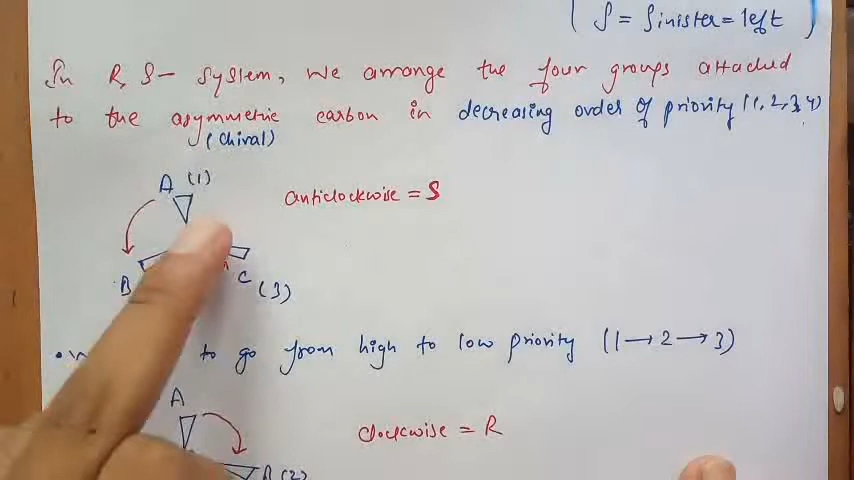 ( S = Sinister = left )
In R, S- System, We arrange the four groups attached
to the asymmetric carbon in decreasing order of priority (1, 2, 3, 4)
(Chiral)
A (1)
anticlockwise = S
B
C (3)
to go from high to low priority (1 → 2 → 3)
A
clockwise = R
(2)